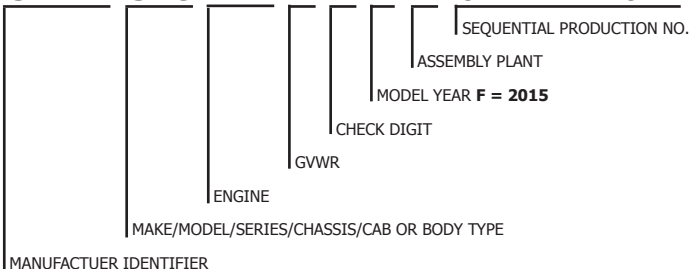 SEQUENTIAL PRODUCTION NO.
ASSEMBLY PLANT
MODEL YEAR F = 2015
CHECK DIGIT
GVWR
ENGINE
MAKE/MODEL/SERIES/CHASSIS/CAB OR BODY TYPE
MANUFACTUER IDENTIFIER